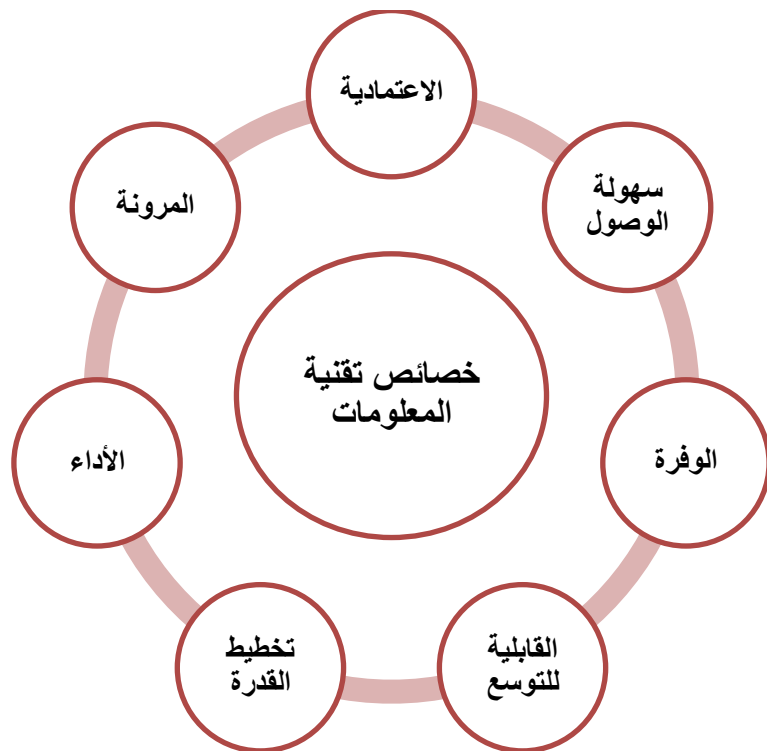 الاعتمادية
سهولة
الوصول
المرونة
خصائص تقنية
المعلومات
الوفرة
الأداء
القابلية
للتوسع
تخطيط
القدرة